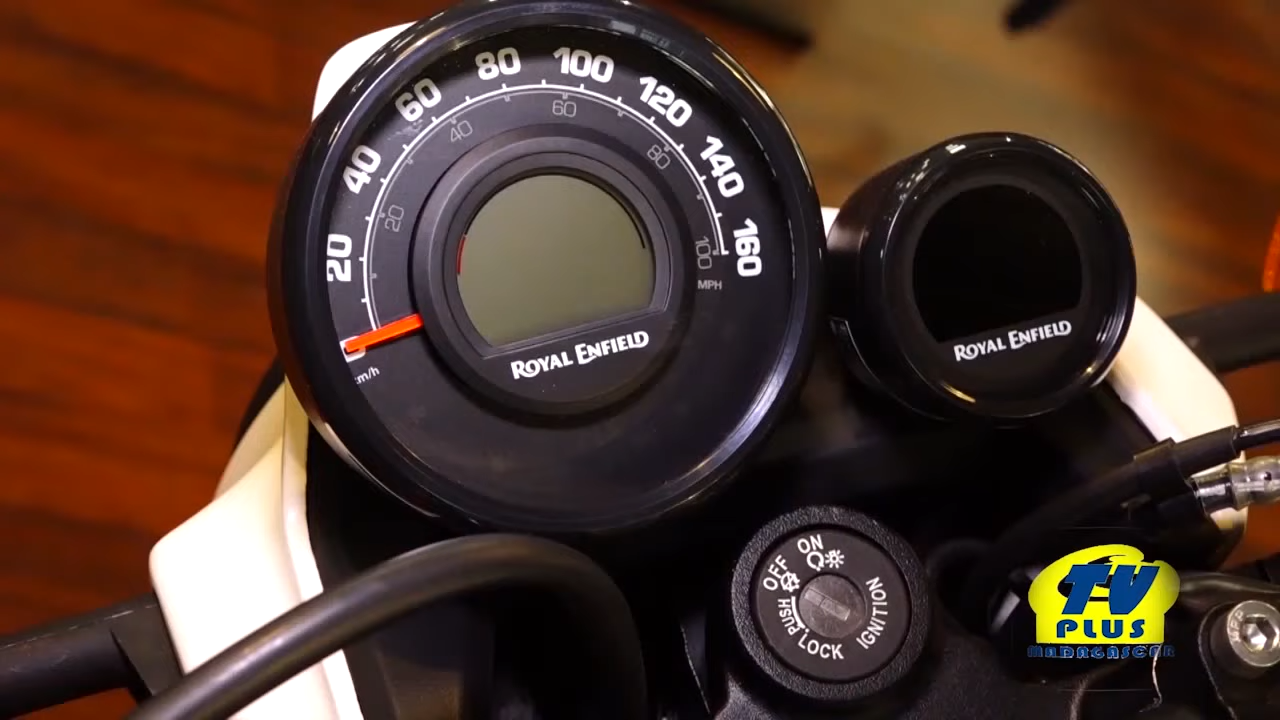 20
40
60
80
100
120
140
160
20
40
60
80
100
MPH
km/h
ROYAL ENFIELD
ROYAL ENFIELD
ON
OFF
PUSH
LOCK
IGNITION
T-V
PLUS
MADAGASCAR